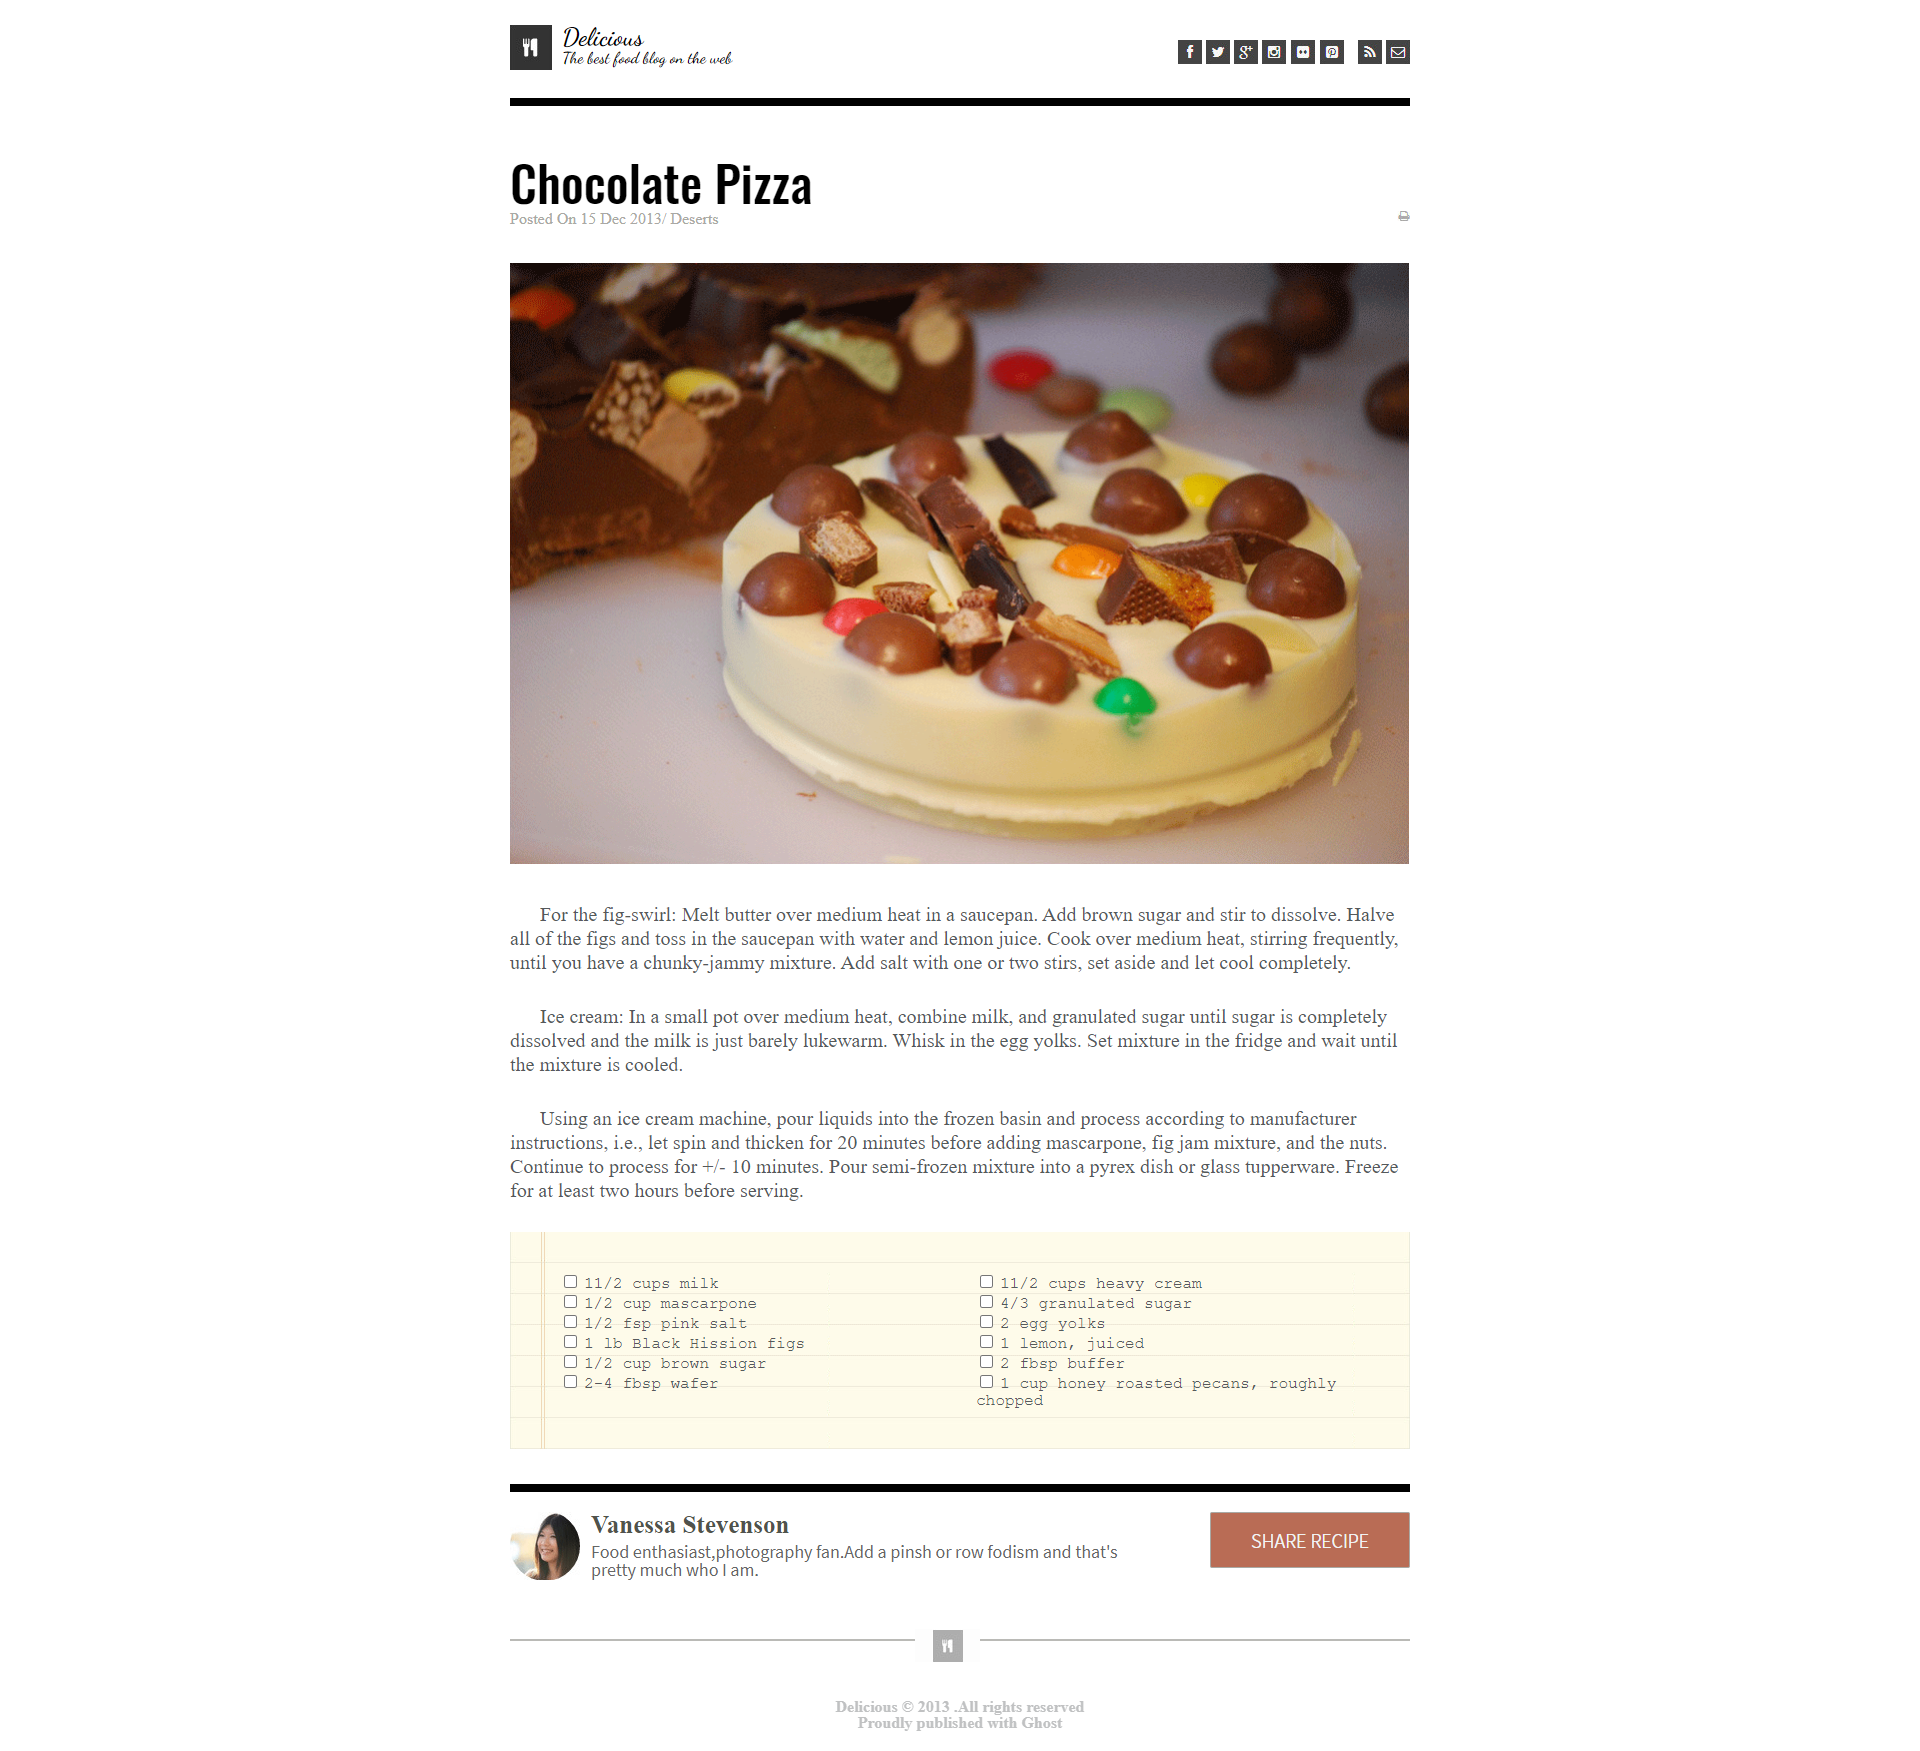 Delicious
The best food blog on the web
Chocolate Pizza
Posted On 15 Dec 2013/ Deserts
For the fig-swirl: Melt butter over medium heat in a saucepan. Add brown sugar and stir to dissolve. Halve
all of the figs and toss in the saucepan with water and lemon juice. Cook over medium heat, stirring frequently,
until you have a chunky-jammy mixture. Add salt with one or two stirs, set aside and let cool completely.
Ice cream: In a small pot over medium heat, combine milk, and granulated sugar until sugar is completely
dissolved and the milk is just barely lukewarm. Whisk in the egg yolks. Set mixture in the fridge and wait until
the mixture is cooled.
Using an ice cream machine, pour liquids into the frozen basin and process according to manufacturer
instructions, i.e., let spin and thicken for 20 minutes before adding mascarpone, fig jam mixture, and the nuts.
Continue to process for +/- 10 minutes. Pour semi-frozen mixture into a pyrex dish or glass tupperware. Freeze
for at least two hours before serving.
11/2 cups milk
1/2 cup mascarpone
1/2 fsp pink salt
1 lb Black Hission figs
1/2 cup brown sugar
2-4 fbsp wafer
11/2 cups heavy cream
4/3 granulated sugar
2 egg yolks
1 lemon, juiced
2 fbsp buffer
1 cup honey roasted pecans, roughly
chopped
Vanessa Stevenson
Food enthusiast,photography fan.Add a pinsh or row fodism and that's
pretty much who I am.
SHARE RECIPE
Delicious © 2013 .All rights reserved
Proudly published with Ghost